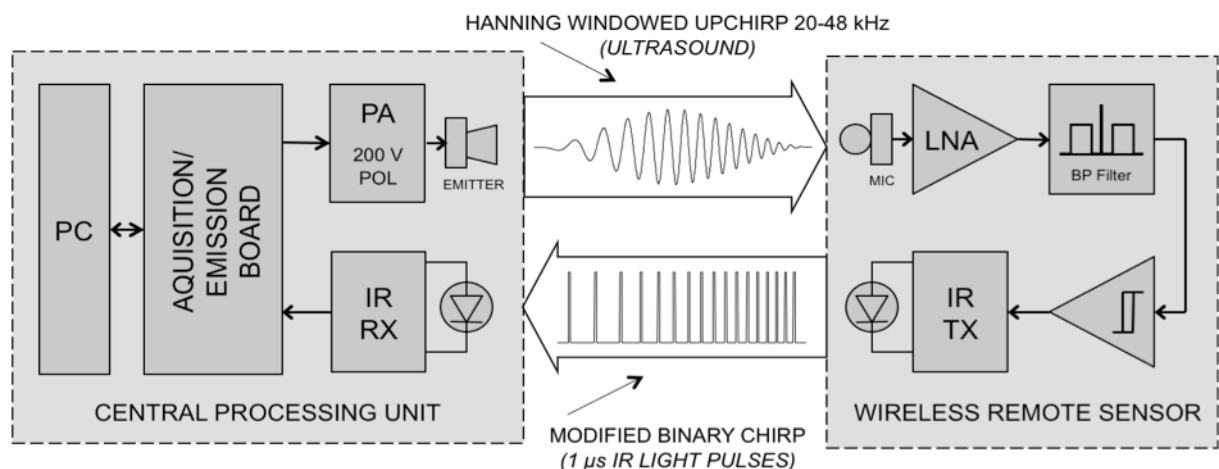 HANNING WINDOWED UPCHIRP 20-48 kHz
(ULTRASOUND)
PC
AQUISITION/
EMISSION
BOARD
PA
200 V
POL
EMITTER
IR
RX
CENTRAL PROCESSING UNIT
MIC
LNA
BP Filter
IR
TX
WIRELESS REMOTE SENSOR
MODIFIED BINARY CHIRP
(1 µs IR LIGHT PULSES)